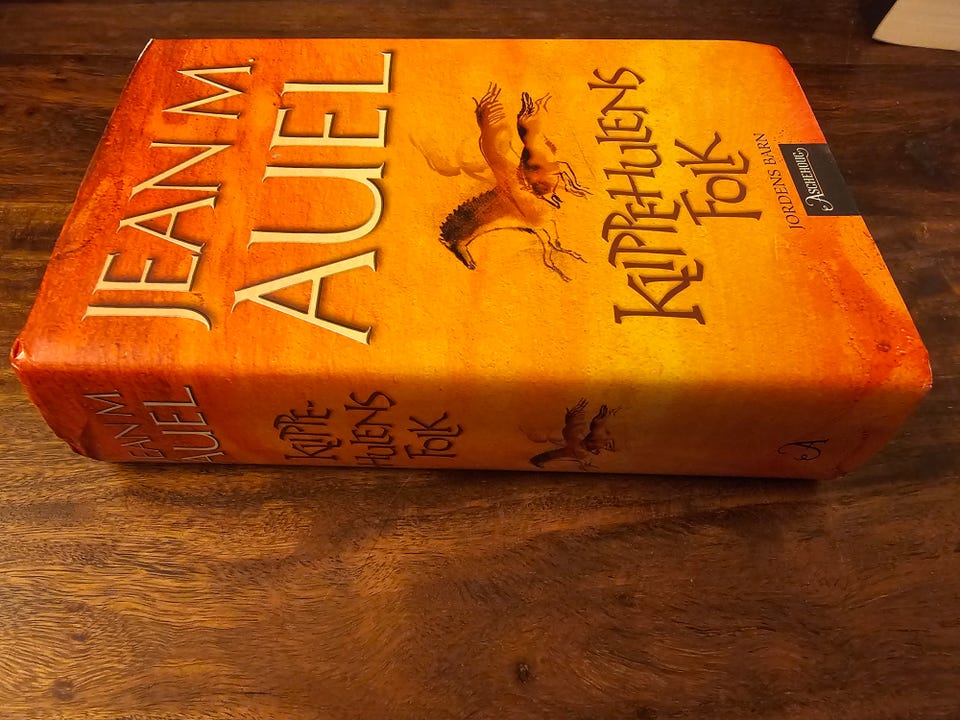 JEAN M.
AUEL
KLIPPEHULENS
FOLK
JORDENS BARN
ASCHEHOUG
JEAN M.
AUEL
KLIPPE-
HULENS
FOLK
A